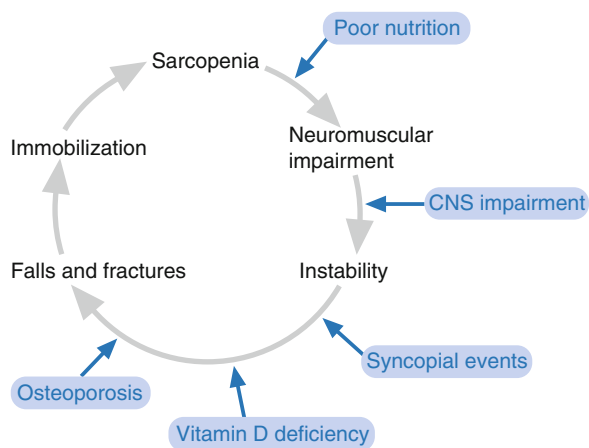 Poor nutrition
Sarcopenia
Neuromuscular
impairment
Immobilization
CNS impairment
Falls and fractures
Instability
Syncopial events
Osteoporosis
Vitamin D deficiency